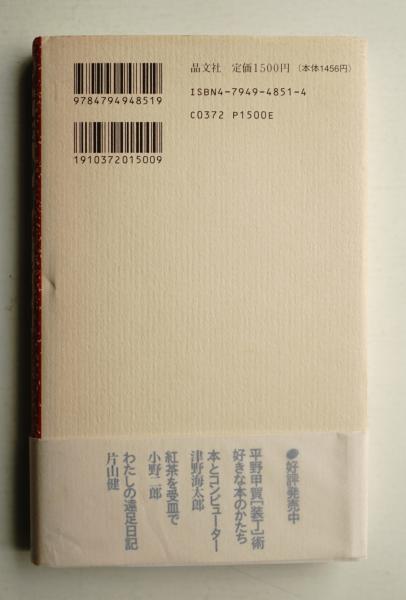 晶文社 定価1500円 (本体1456円)
ISBN4-7949-4851-4
C0372 P1500E
9784794948519
1910372015009
●好評発売中
平野甲賀[装丁]術
好きな本のかたち
本とコンピューター
津野海太郎
紅茶を受皿で
小野二郎
わたしの遠足日記
片山健